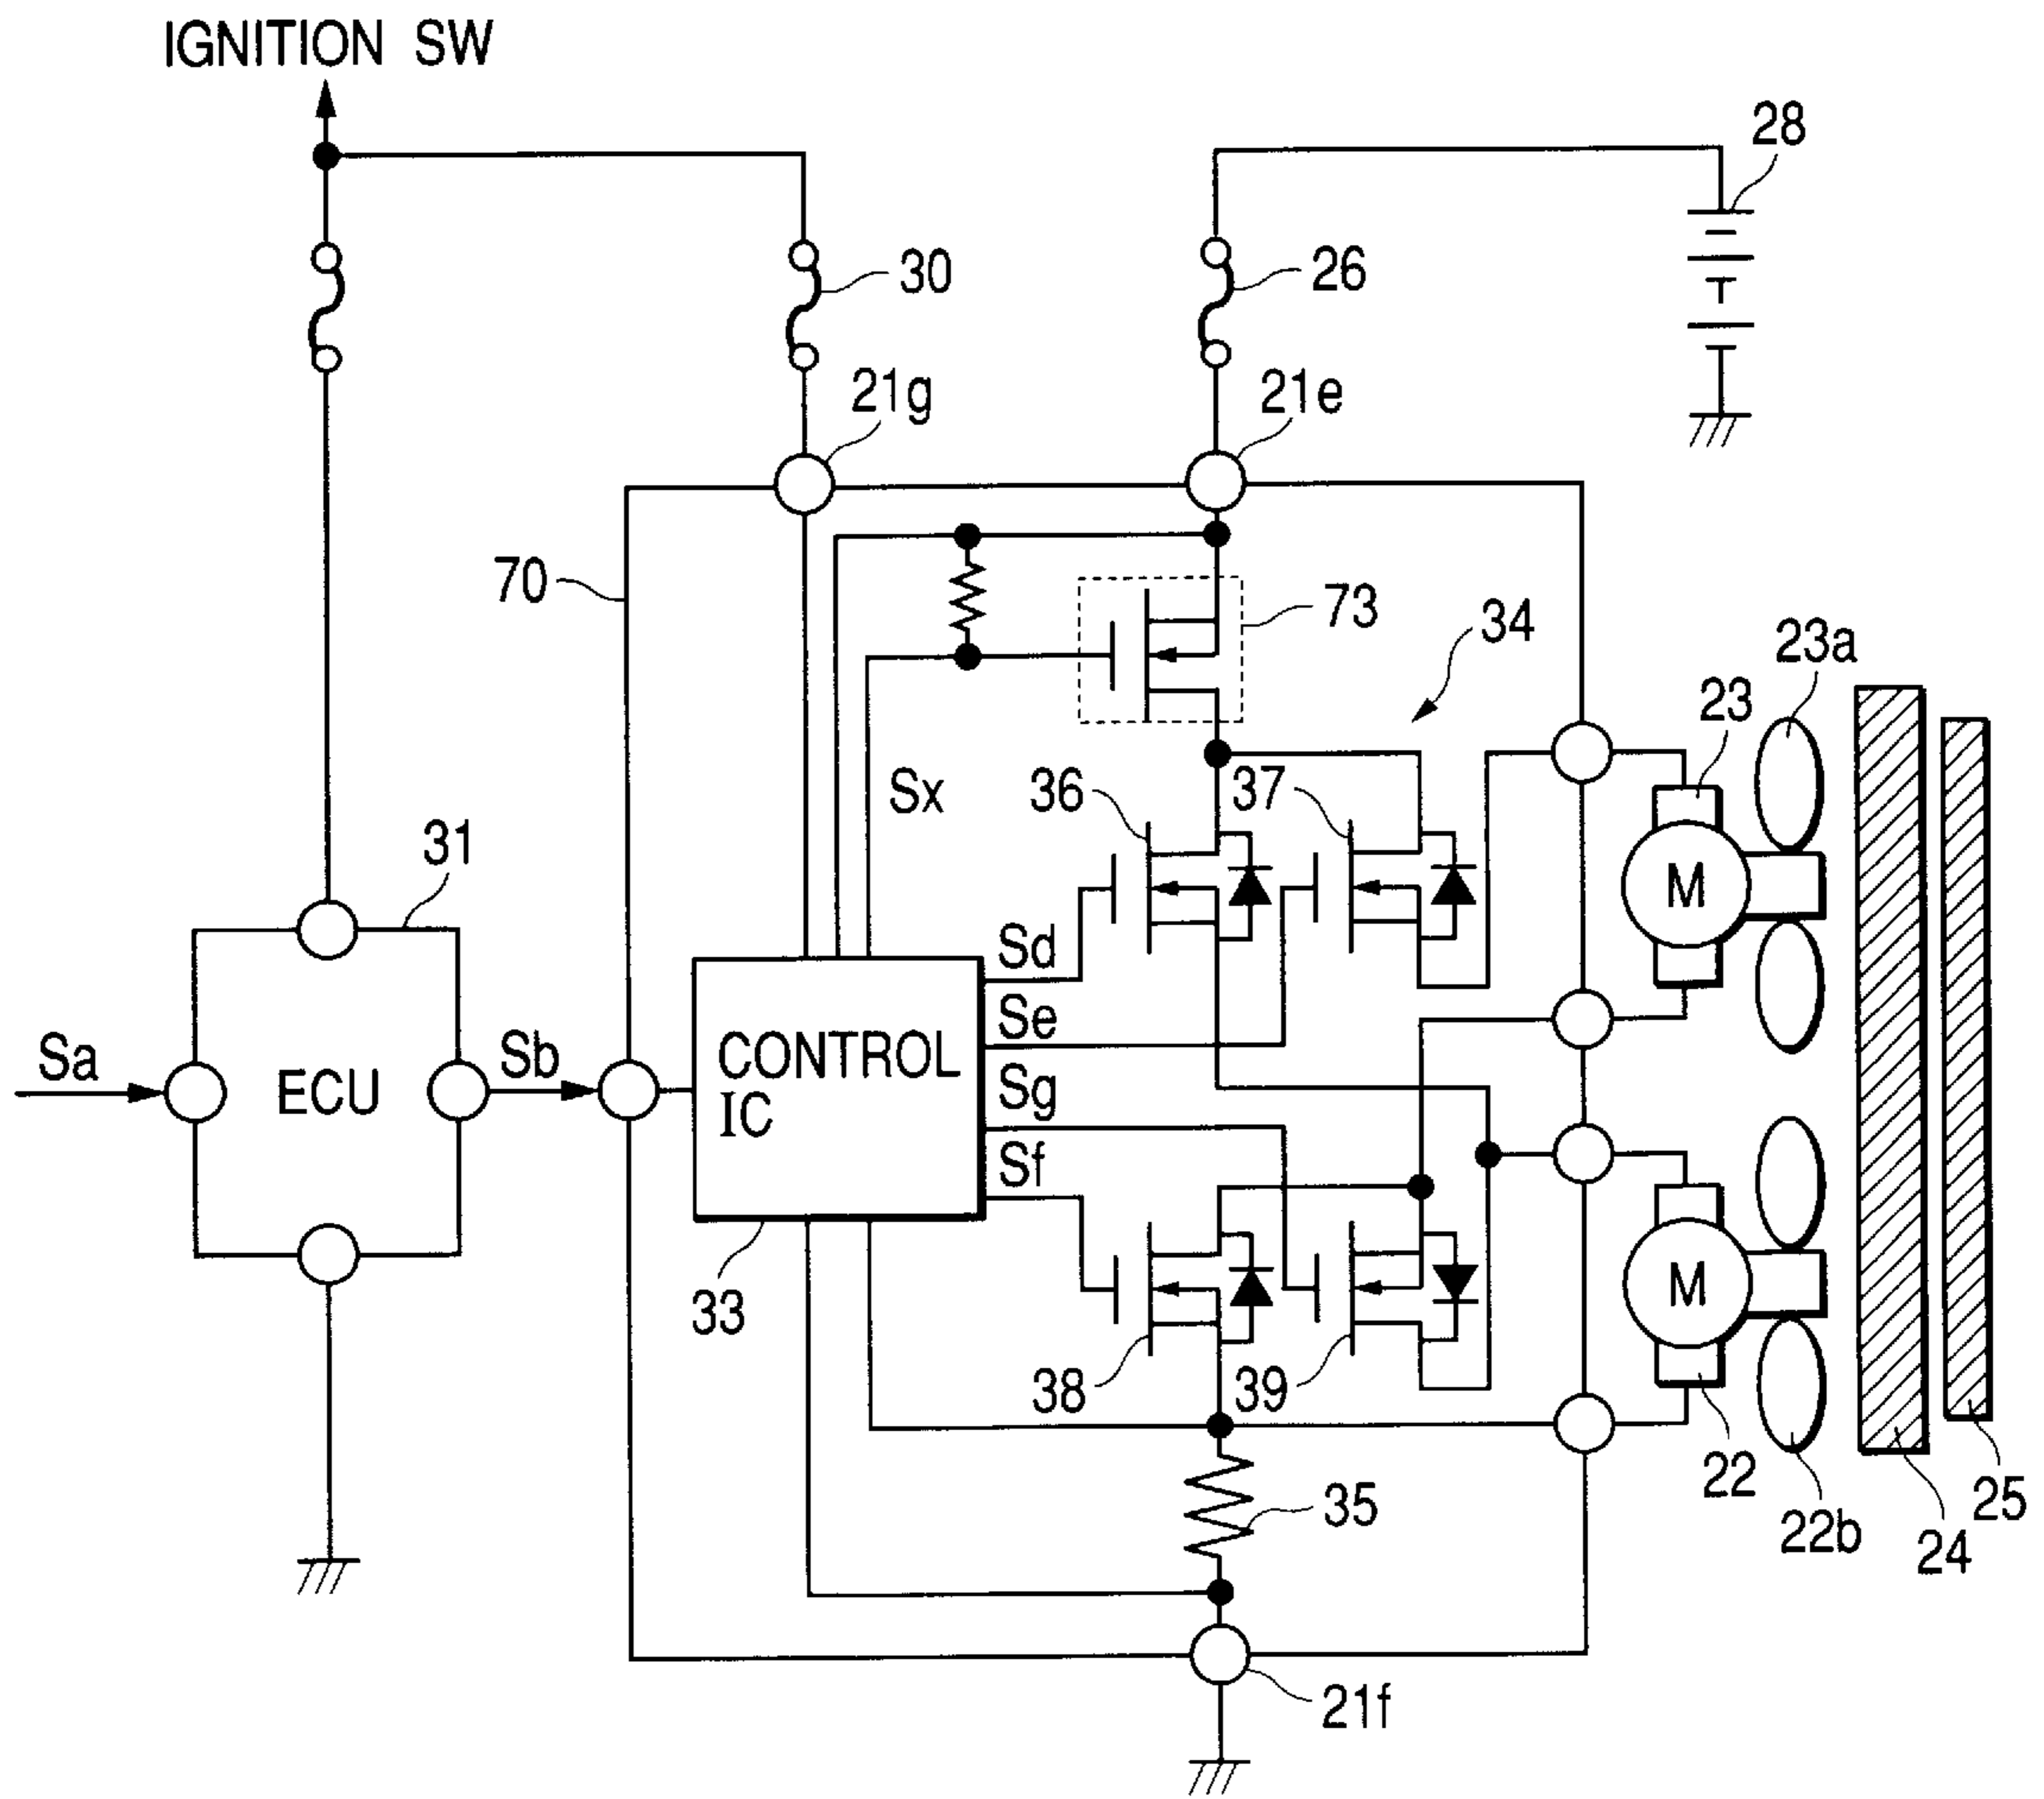 IGNITION SW
28
30
26
21g
21e
70
73
34
23a
23
Sx
36
37
31
M
Sd
Se
Sa
ECU
Sb
CONTROL
IC
Sg
Sf
M
33
38
39
22
22b
24
25
35
21f